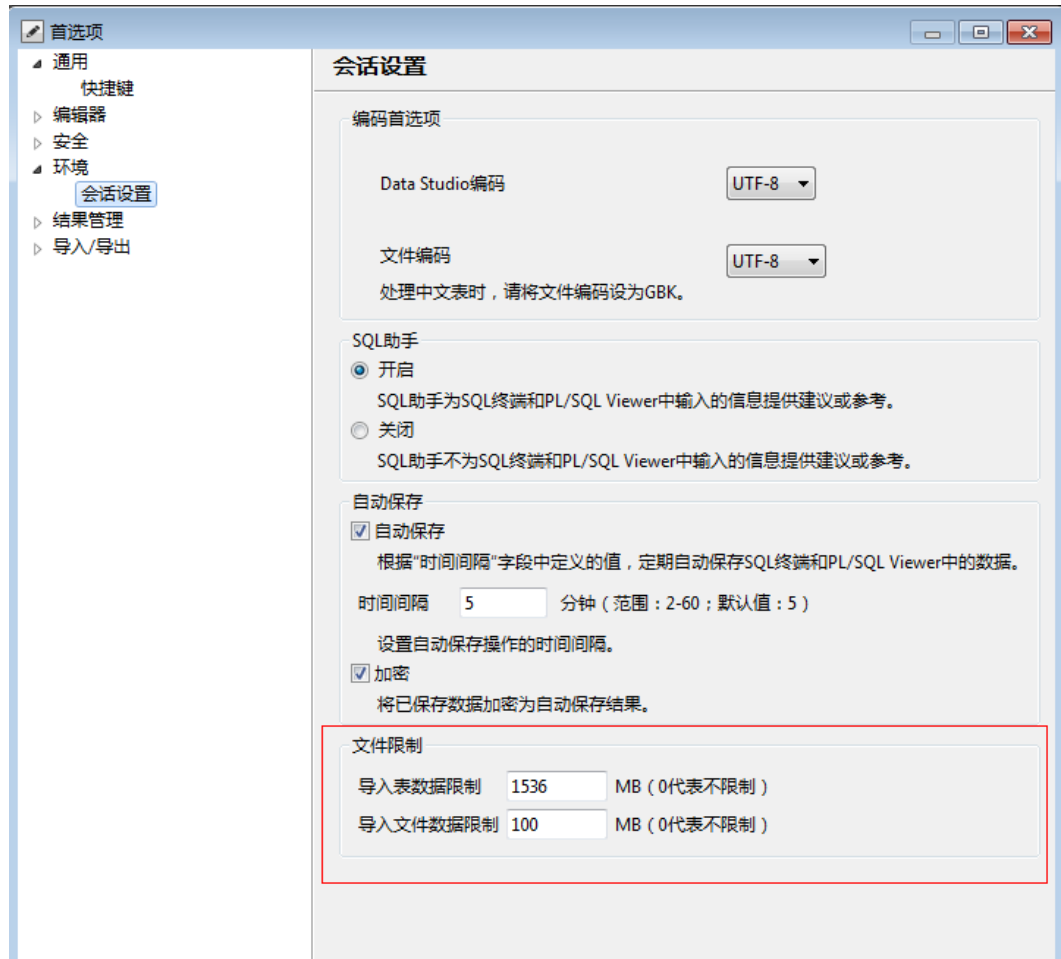 首选项
通用
快捷键
编辑器
安全
环境
会话设置
结果管理
导入/导出
会话设置
编码首选项
Data Studio编码
UTF-8
文件编码
UTF-8
处理中文表时，请将文件编码设为GBK。
SQL助手
开启
SQL助手为SQL终端和PL/SQL Viewer中输入的信息提供建议或参考。
关闭
SQL助手不为SQL终端和PL/SQL Viewer中输入的信息提供建议或参考。
自动保存
自动保存
根据"时间间隔"字段中定义的值，定期自动保存SQL终端和PL/SQL Viewer中的数据。
时间间隔 5 分钟（范围：2-60；默认值：5）
设置自动保存操作的时间间隔。
加密
将已保存数据加密为自动保存结果。
文件限制
导入表数据限制 1536 MB（0代表不限制）
导入文件数据限制 100 MB（0代表不限制）